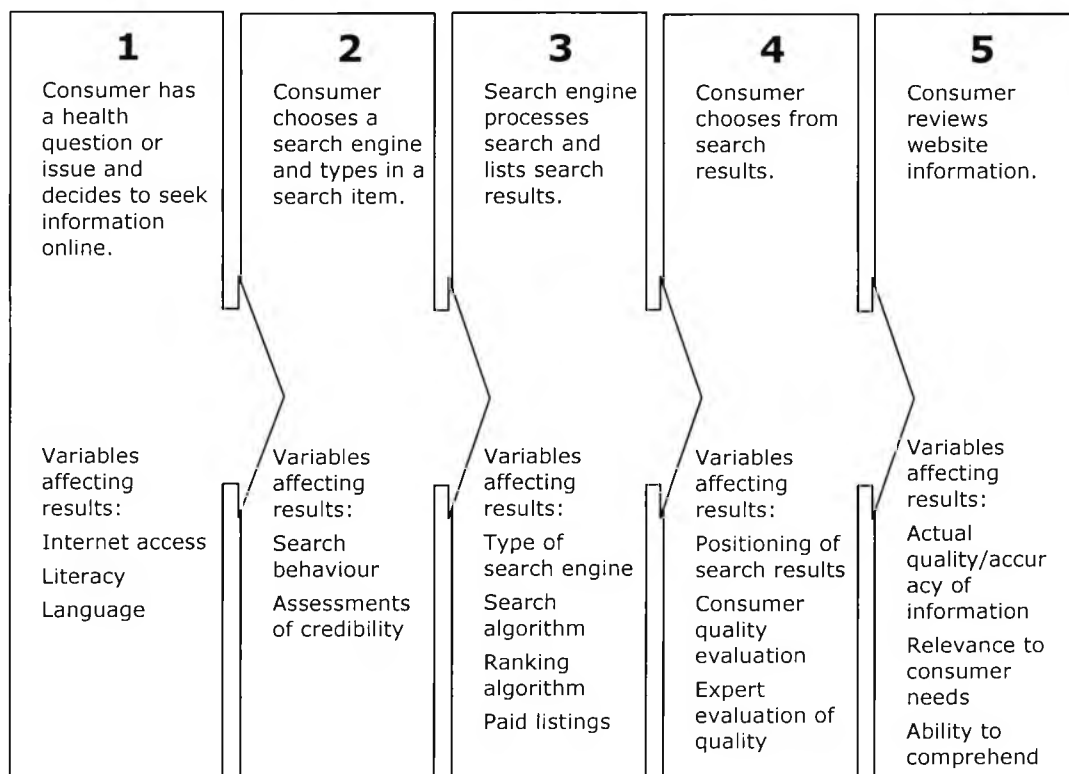 1
Consumer has
a health
question or
issue and
decides to seek
information
online.
Variables
affecting
results:
Internet access
Literacy
Language
2
Consumer
chooses a
search engine
and types in a
search item.
Variables
affecting
results:
Search
behaviour
Assessments
of credibility
3
Search engine
processes
search and
lists search
results.
Variables
affecting
results:
Type of
search engine
Search
algorithm
Ranking
algorithm
Paid listings
4
Consumer
chooses from
search
results.
Variables
affecting
results:
Positioning of
search results
Consumer
quality
evaluation
Expert
evaluation of
quality
5
Consumer
reviews
website
information.
Variables
affecting
results:
Actual
quality/accur
acy of
information
Relevance to
consumer
needs
Ability to
comprehend